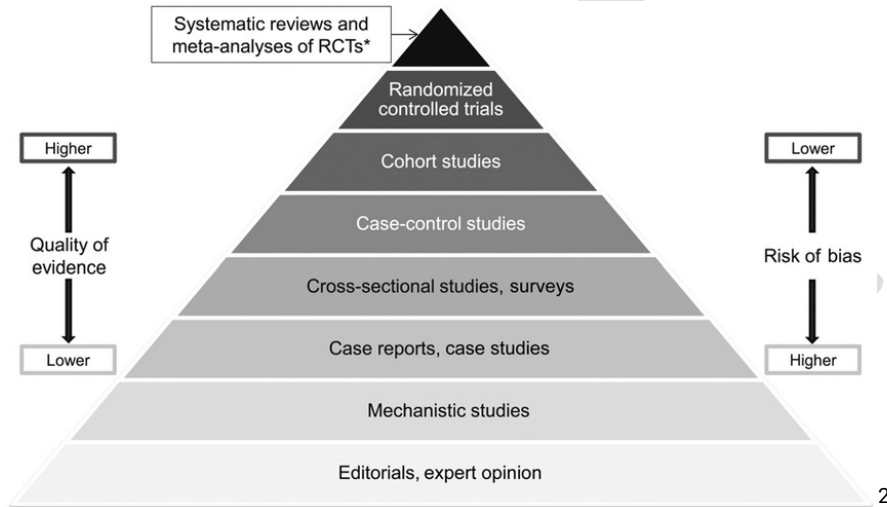 Systematic reviews and
meta-analyses of RCTs*
Randomized
controlled trials
Higher
Lower
Cohort studies
Case-control studies
Quality of
evidence
Risk of bias
Cross-sectional studies, surveys
Case reports, case studies
Lower
Higher
Mechanistic studies
Editorials, expert opinion
2